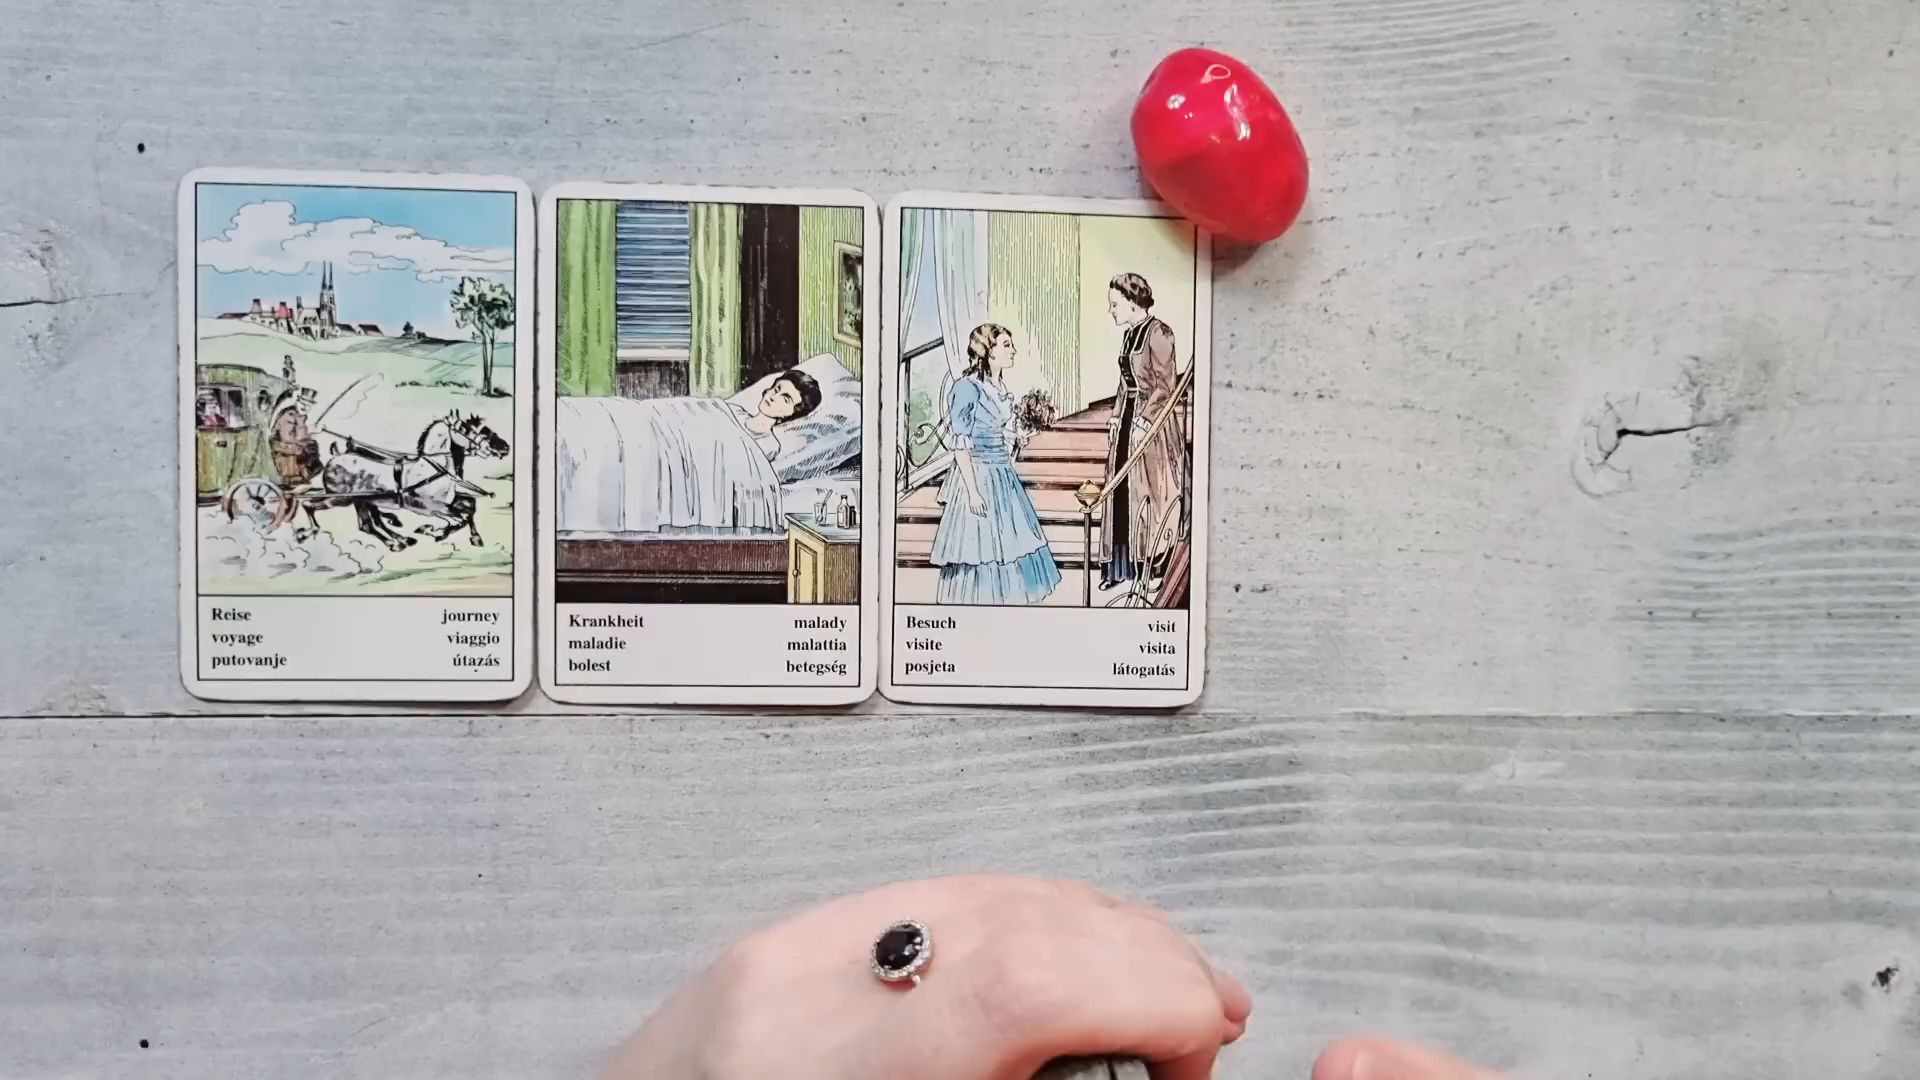 Reise journey
voyage viaggio
putovanje útazás
Krankheit malady
maladie malattia
bolest betegség
Besuch visit
visite visita
posjeta látogatás